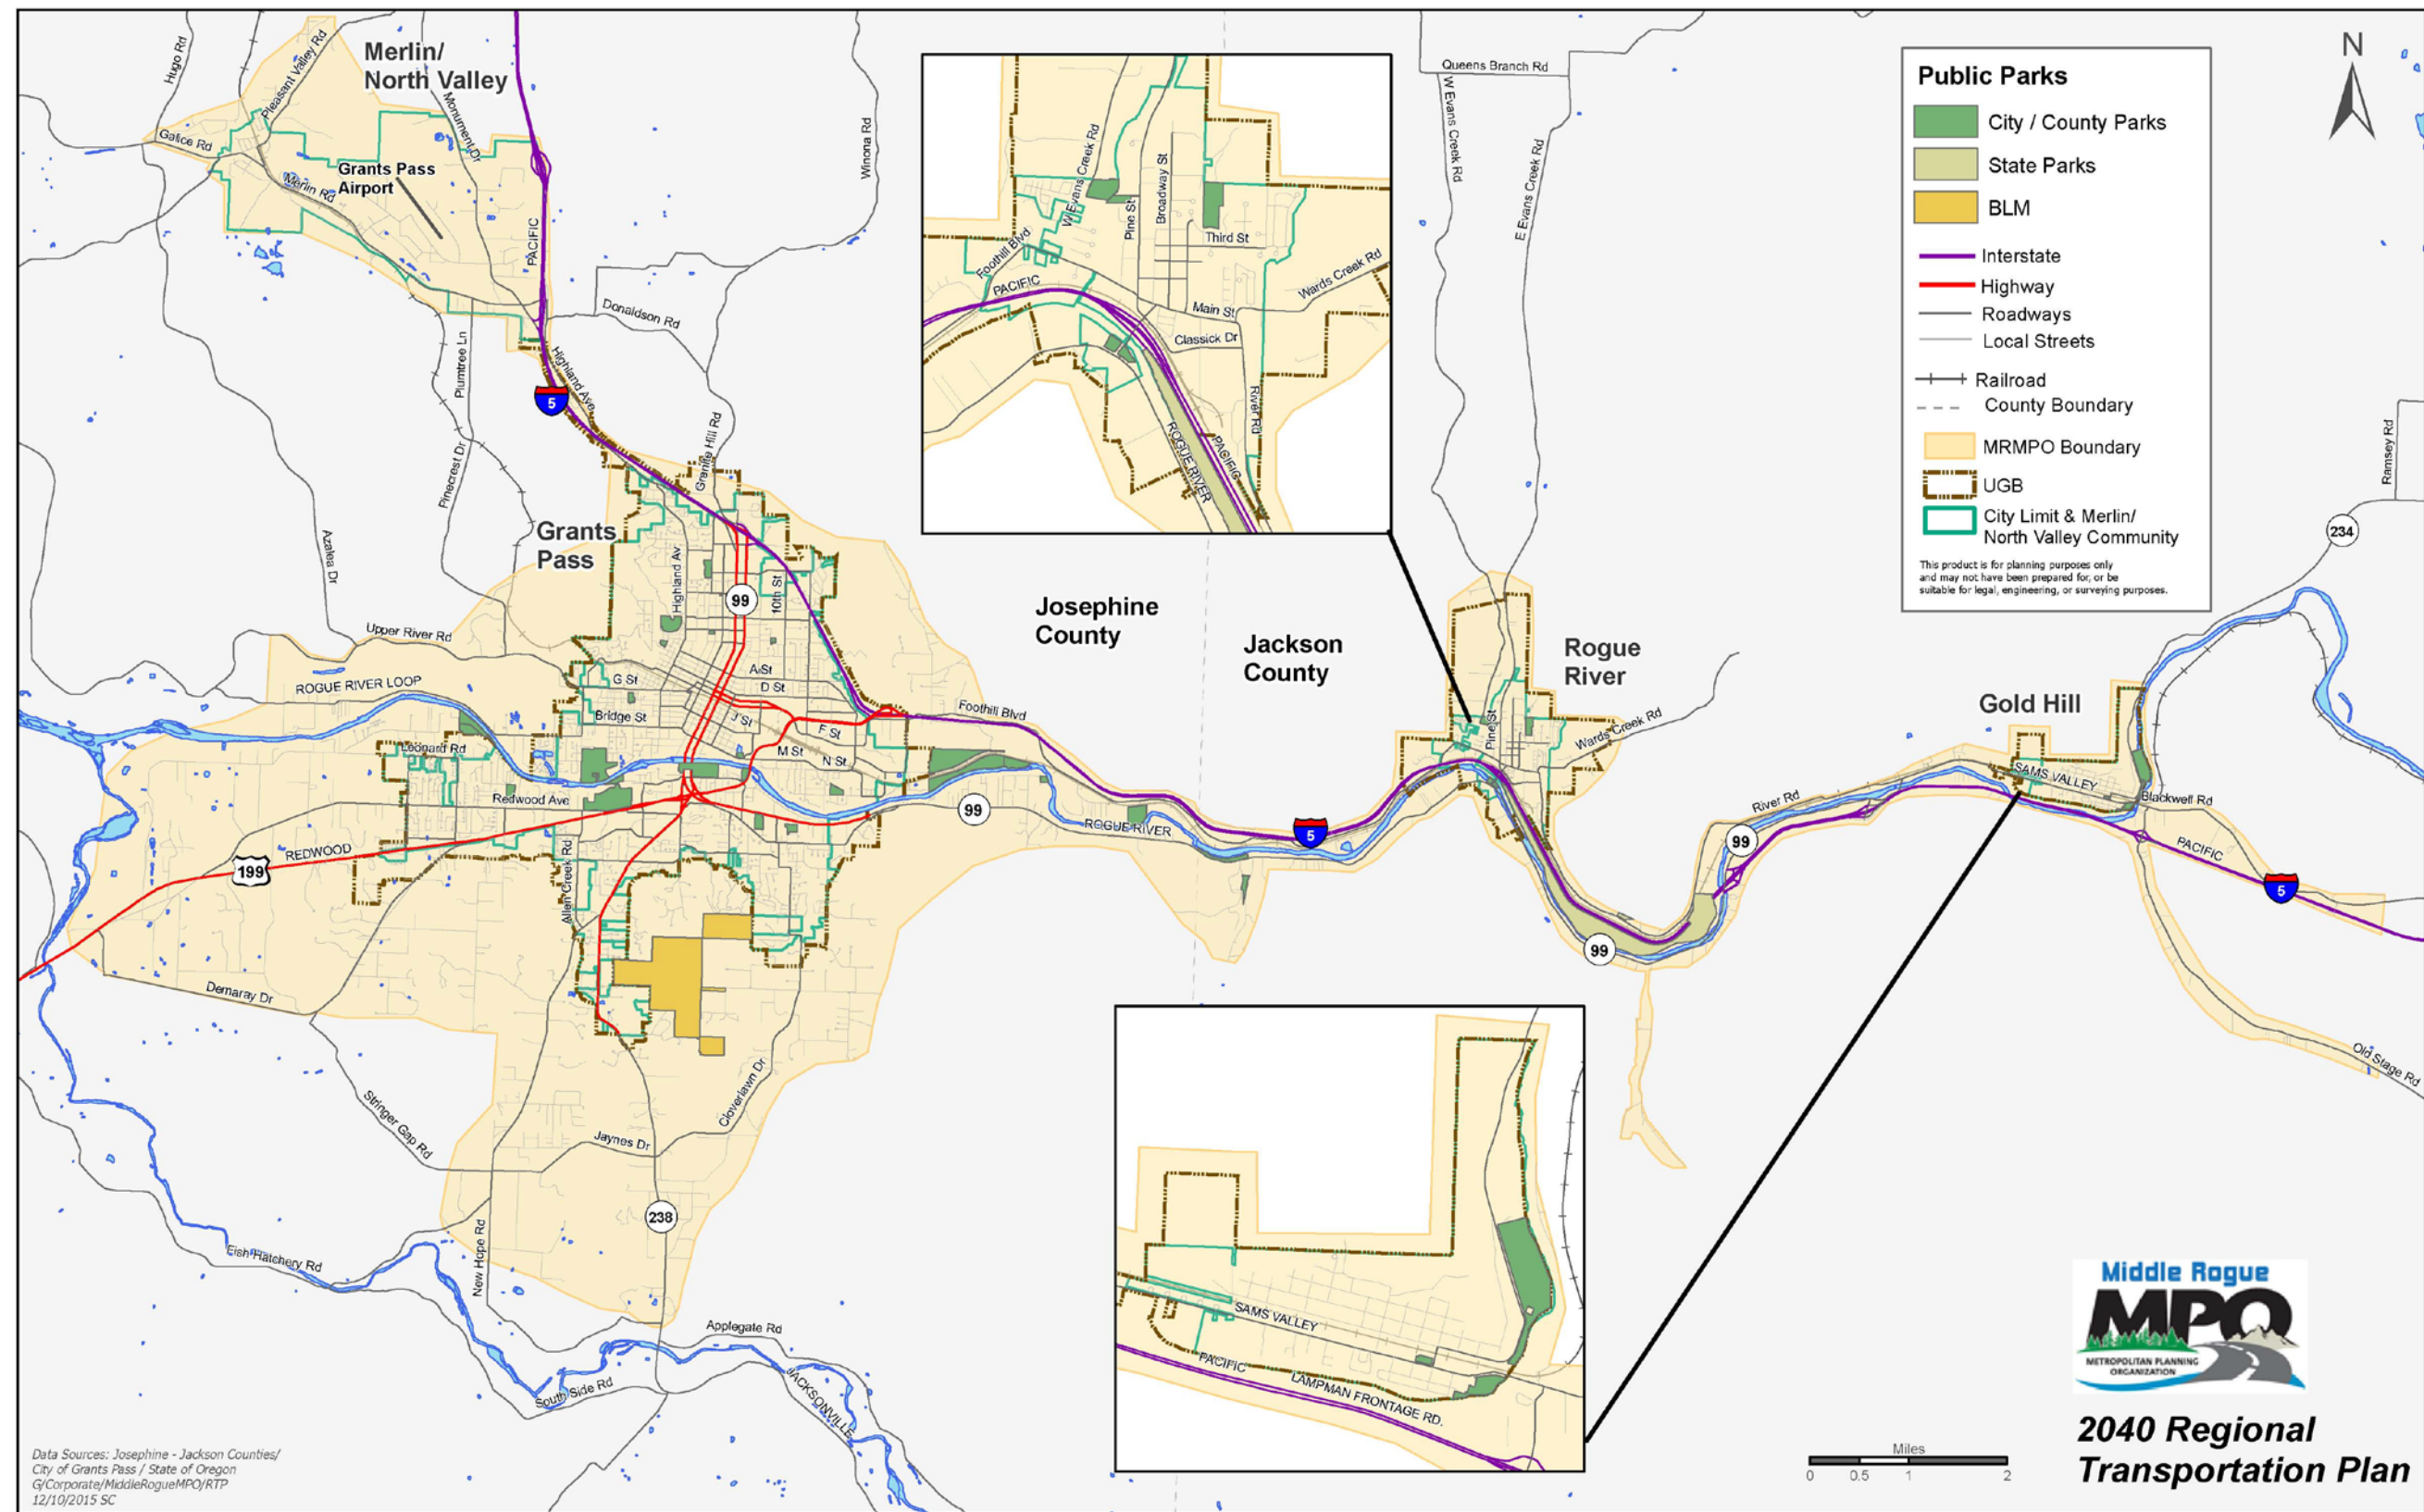 Merlin/
North Valley
Hugo Rd
Pleasant Valley Rd
Monument Dr
Galice Rd
Merlin Rd
Grants Pass
Airport
PACIFIC
Winona Rd
Donaldson Rd
Plumtree Ln
Highland Ave
5
Granite Hill Rd
Pinecrest Dr
Azalea Dr
Grants
Pass
Highland Av
99
10th St
Upper River Rd
ROGUE RIVER LOOP
G St
A St
D St
Bridge St
J St
F St
M St
N St
Leonard Rd
Redwood Ave
Foothill Blvd
99
ROGUE RIVER
REDWOOD
199
Allen Creek Rd
Demaray Dr
Stringer Gap Rd
Cloverlawn Dr
Jaynes Dr
238
New Hope Rd
Fish Hatchery Rd
Applegate Rd
South Side Rd
JACKSONVILLE
Josephine
County
Jackson
County
W Evans Creek Rd
Pine St
Broadway St
Third St
Foothill Blvd
PACIFIC
Wards Creek Rd
Main St
Classick Dr
River Rd
ROGUE RIVER
PACIFIC
Queens Branch Rd
W Evans Creek Rd
E Evans Creek Rd
Rogue
River
Pine St
Wards Creek Rd
5
99
99
River Rd
Gold Hill
SAMS VALLEY
Blackwell Rd
PACIFIC
5
Old Stage Rd
234
Ramsey Rd
SAMS VALLEY
PACIFIC
LAMPMAN FRONTAGE RD.
N
Public Parks
City / County Parks
State Parks
BLM
Interstate
Highway
Roadways
Local Streets
Railroad
County Boundary
MRMPO Boundary
UGB
City Limit & Merlin/
North Valley Community
This product is for planning purposes only
and may not have been prepared for, or be
suitable for legal, engineering, or surveying purposes.
Middle Rogue
MPO
METROPOLITAN PLANNING
ORGANIZATION
2040 Regional
Transportation Plan
Miles
0 0.5 1 2
Data Sources: Josephine - Jackson Counties/
City of Grants Pass / State of Oregon
G/Corporate/MiddleRogueMPO/RTP
12/10/2015 SC